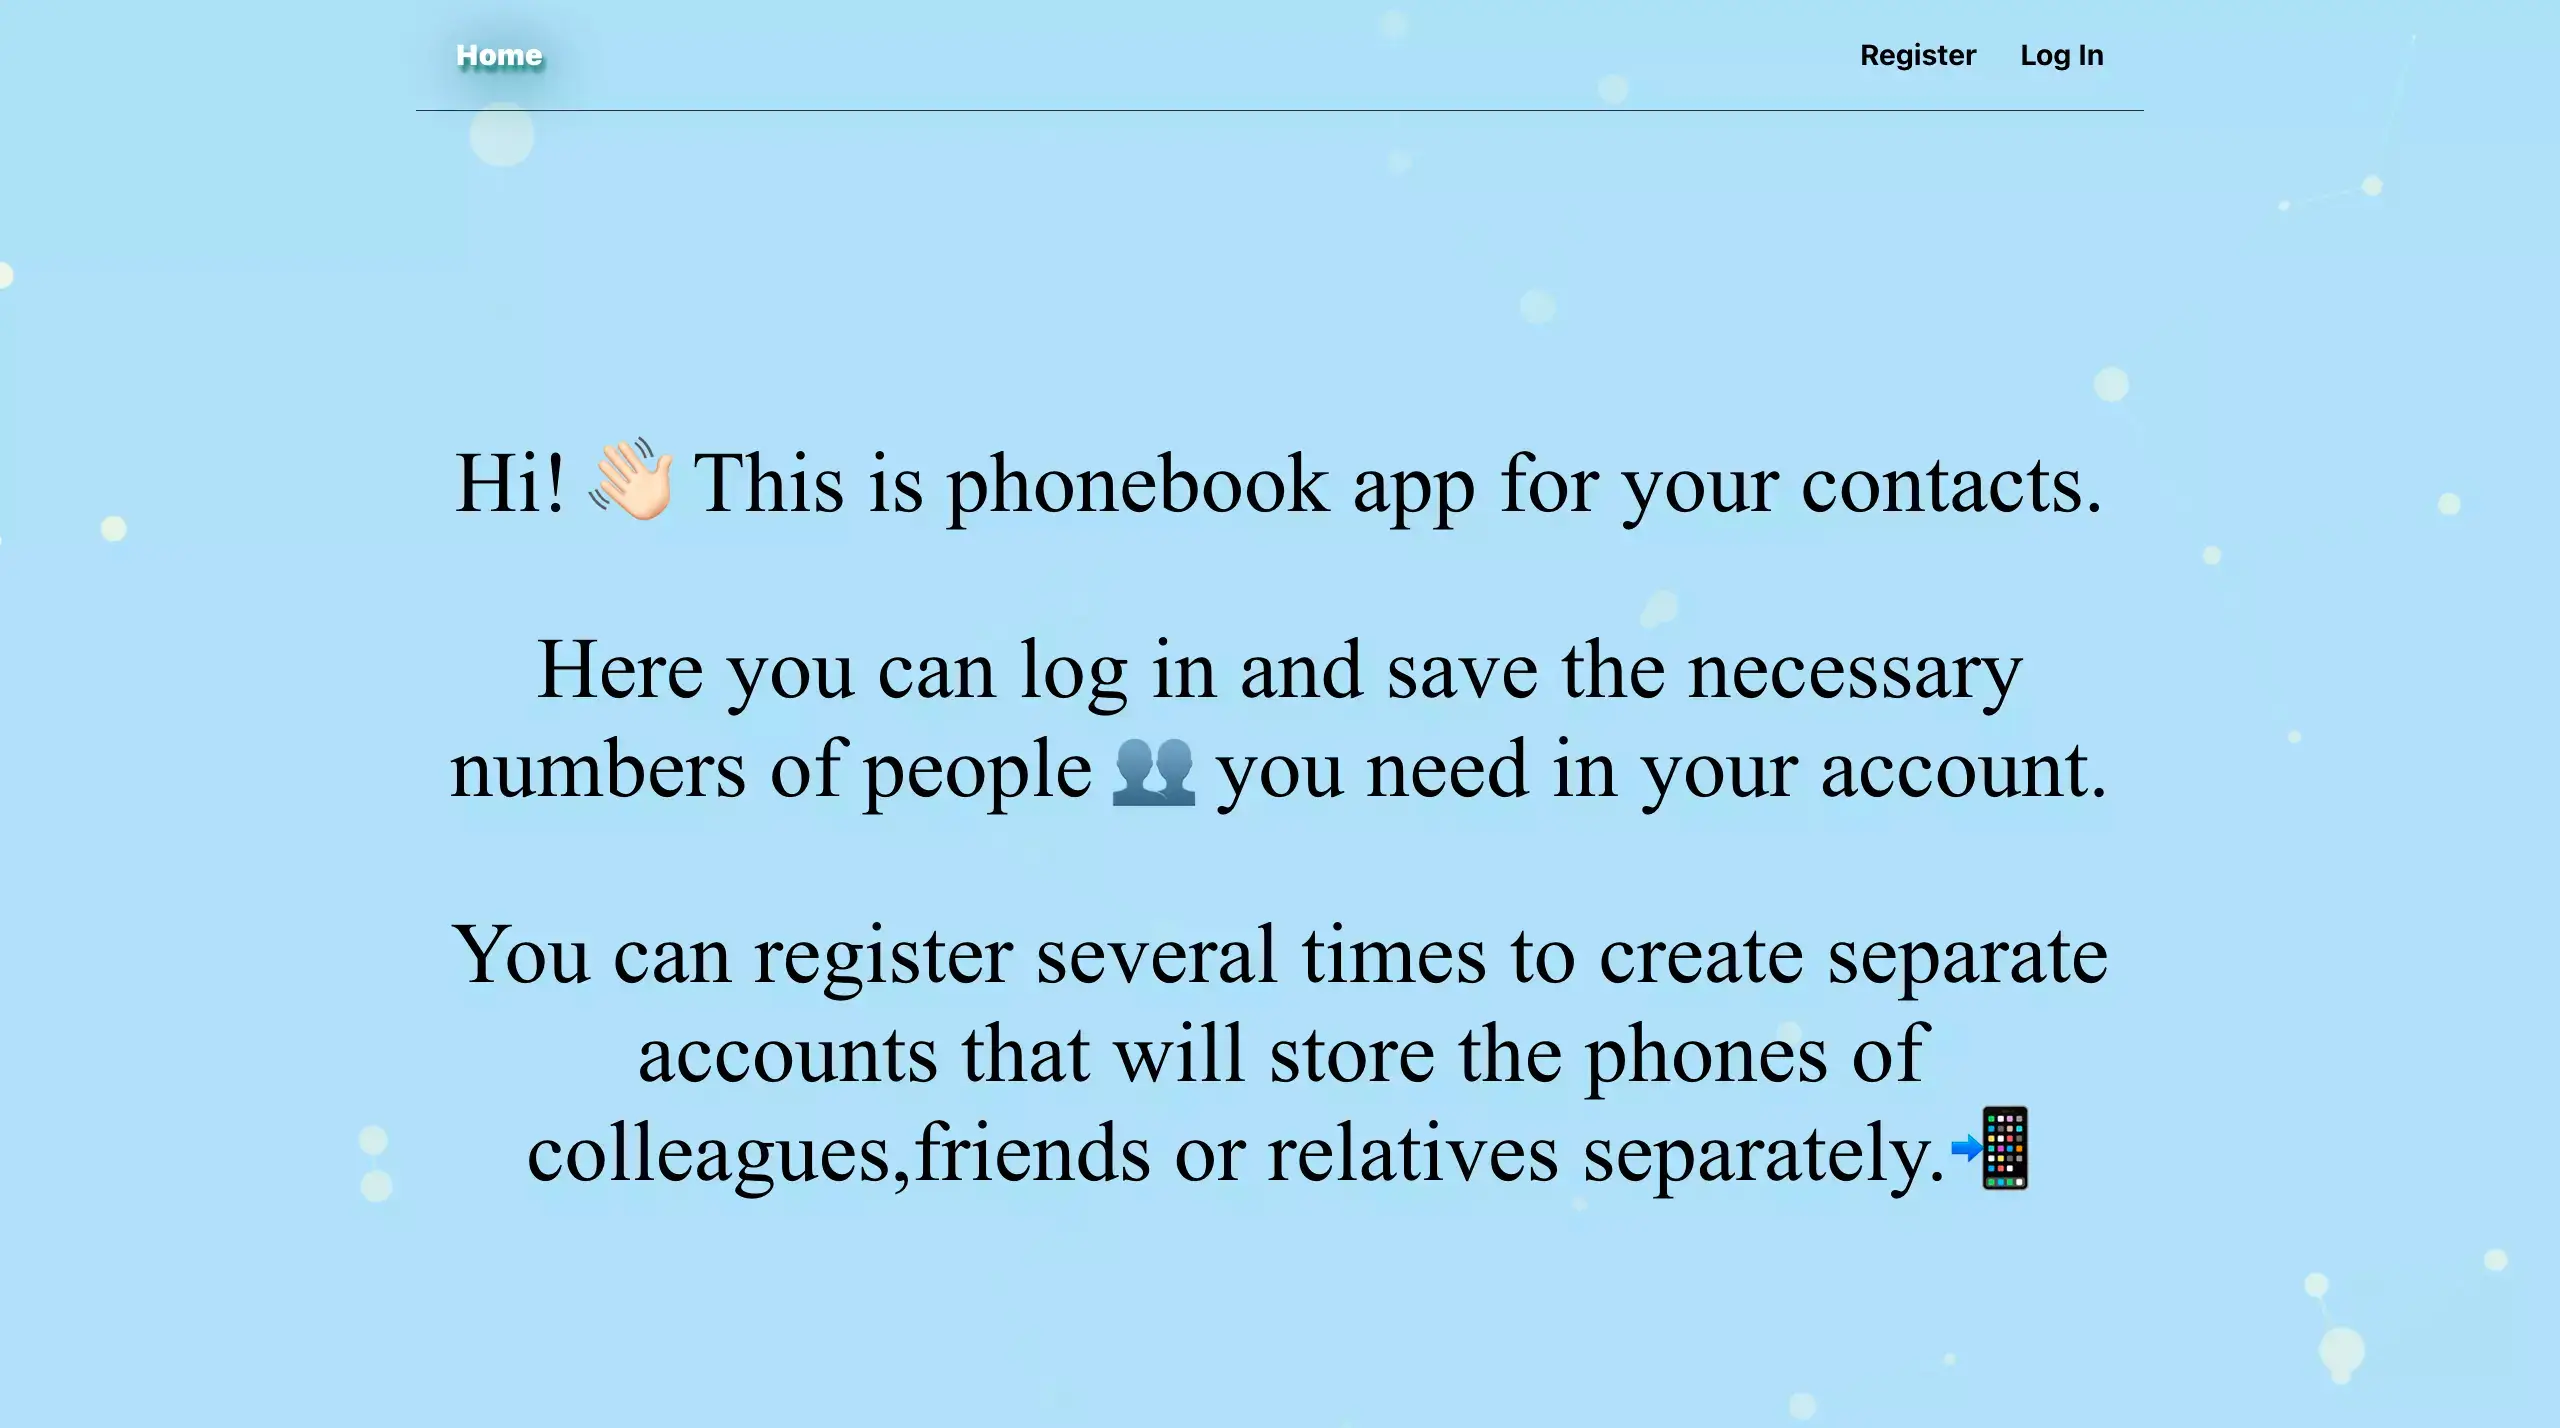 Home
Register Log In
Hi! 👋🏻 This is phonebook app for your contacts.
Here you can log in and save the necessary
numbers of people 👥 you need in your account.
You can register several times to create separate
accounts that will store the phones of
colleagues,friends or relatives separately.📲